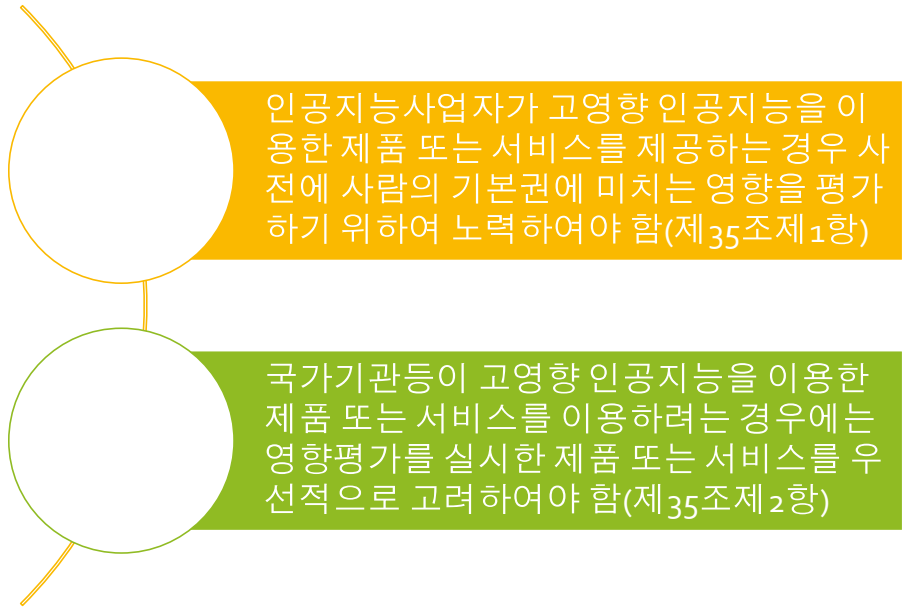 인공지능사업자가 고영향 인공지능을 이
용한 제품 또는 서비스를 제공하는 경우 사
전에 사람의 기본권에 미치는 영향을 평가
하기 위하여 노력하여야 함(제35조제1항)
국가기관등이 고영향 인공지능을 이용한
제품 또는 서비스를 이용하려는 경우에는
영향평가를 실시한 제품 또는 서비스를 우
선적으로 고려하여야 함(제35조제2항)